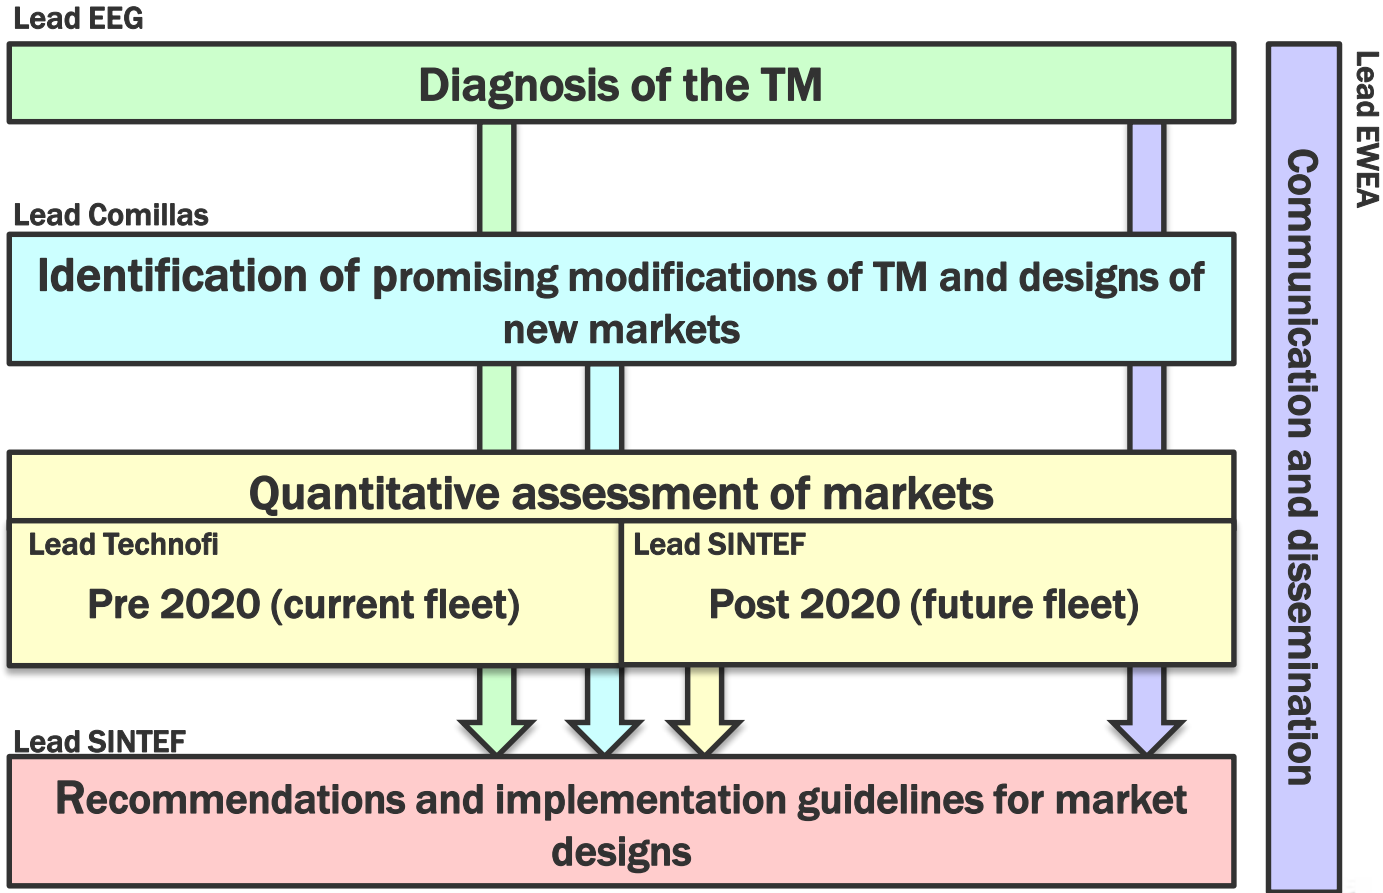 Lead EEG
Diagnosis of the TM
Lead Comillas
Identification of promising modifications of TM and designs of
new markets
Quantitative assessment of markets
Lead Technofi
Pre 2020 (current fleet)
Lead SINTEF
Post 2020 (future fleet)
Lead SINTEF
Recommendations and implementation guidelines for market
designs
Communication and dissemination
Lead EWEA